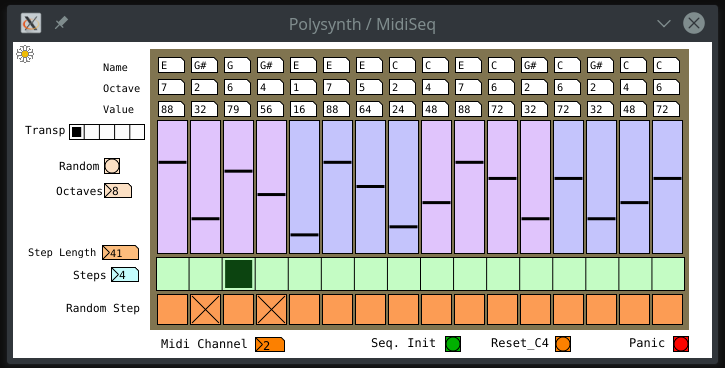 Polysynth / MidiSeq
Name E G# G G# E E E C C E C G# C G# C C
Octave 7 2 6 4 1 7 5 2 4 7 6 2 6 2 4 6
Value 88 32 79 56 16 88 64 24 48 88 72 32 72 32 48 72
Transp
Random
Octaves 8
Step Length 41
Steps 4
Random Step
Midi Channel 2 Seq. Init Reset_C4 Panic